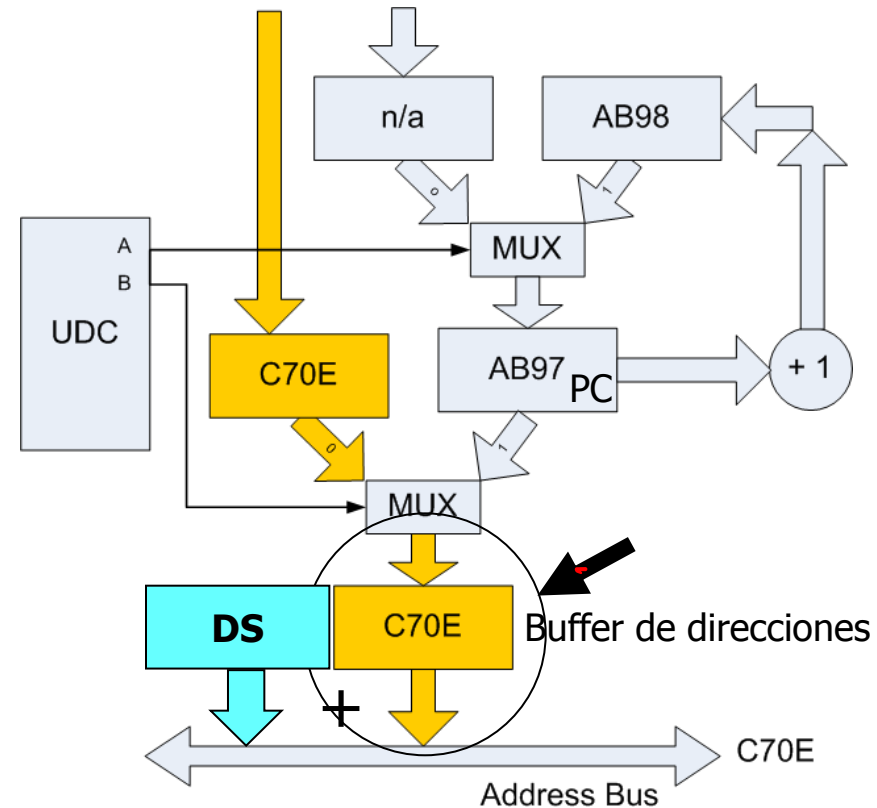 n/a
AB98
0
1
A
MUX
B
UDC
C70E
AB97
PC
+ 1
0
1
MUX
DS
C70E
Buffer de direcciones
+
C70E
Address Bus